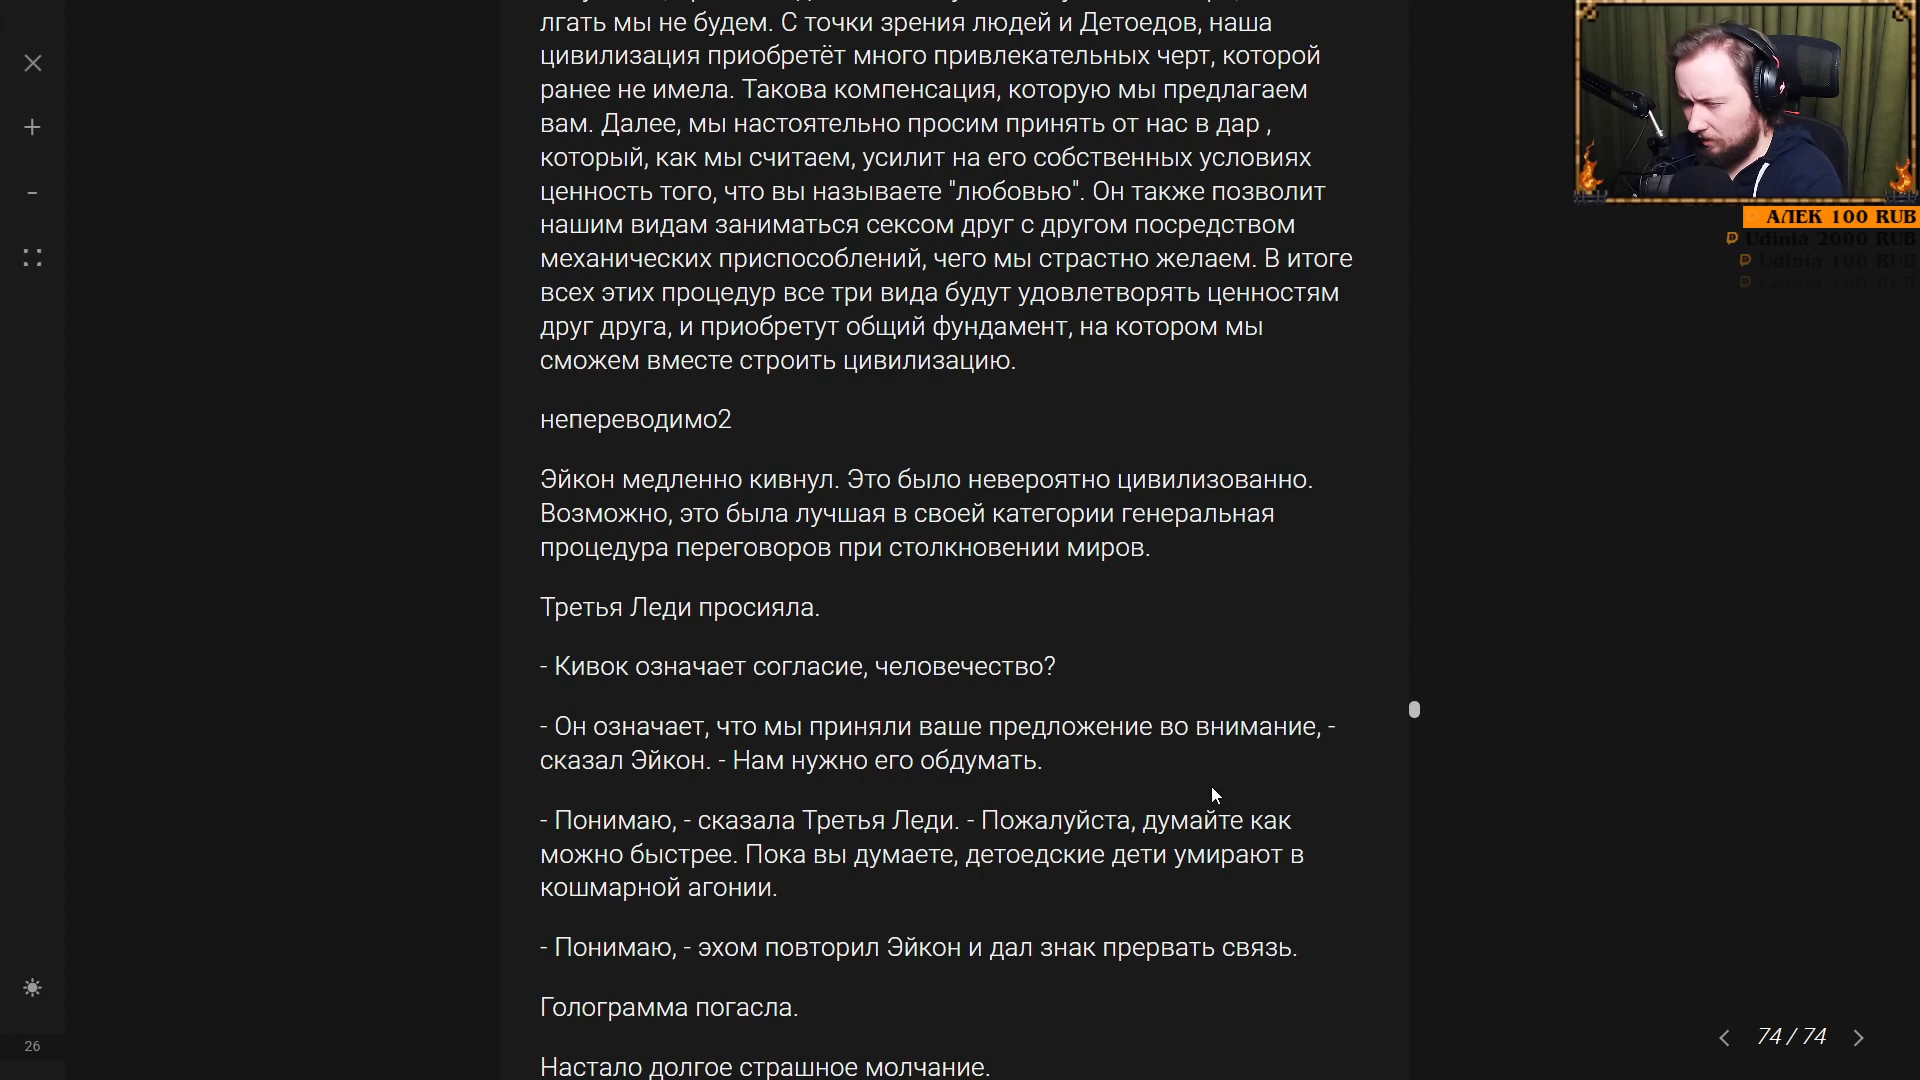 лгать мы не будем. С точки зрения людей и Детоедов, наша
цивилизация приобретёт много привлекательных черт, которой
ранее не имела. Такова компенсация, которую мы предлагаем
вам. Далее, мы настоятельно просим принять от нас в дар ,
который, как мы считаем, усилит на его собственных условиях
ценность того, что вы называете "любовью". Он также позволит
нашим видам заниматься сексом друг с другом посредством
механических приспособлений, чего мы страстно желаем. В итоге
всех этих процедур все три вида будут удовлетворять ценностям
друг друга, и приобретут общий фундамент, на котором мы
сможем вместе строить цивилизацию.
непереводимо2
Эйкон медленно кивнул. Это было невероятно цивилизованно.
Возможно, это была лучшая в своей категории генеральная
процедура переговоров при столкновении миров.
Третья Леди просияла.
- Кивок означает согласие, человечество?
- Он означает, что мы приняли ваше предложение во внимание, -
сказал Эйкон. - Нам нужно его обдумать.
- Понимаю, - сказала Третья Леди. - Пожалуйста, думайте как
можно быстрее. Пока вы думаете, детоедские дети умирают в
кошмарной агонии.
- Понимаю, - эхом повторил Эйкон и дал знак прервать связь.
Голограмма погасла.
Настало долгое страшное молчание.
АЛЕК 100 RUB
Udinia 2000 RUB
Udinia 100 RUB
26
74 / 74